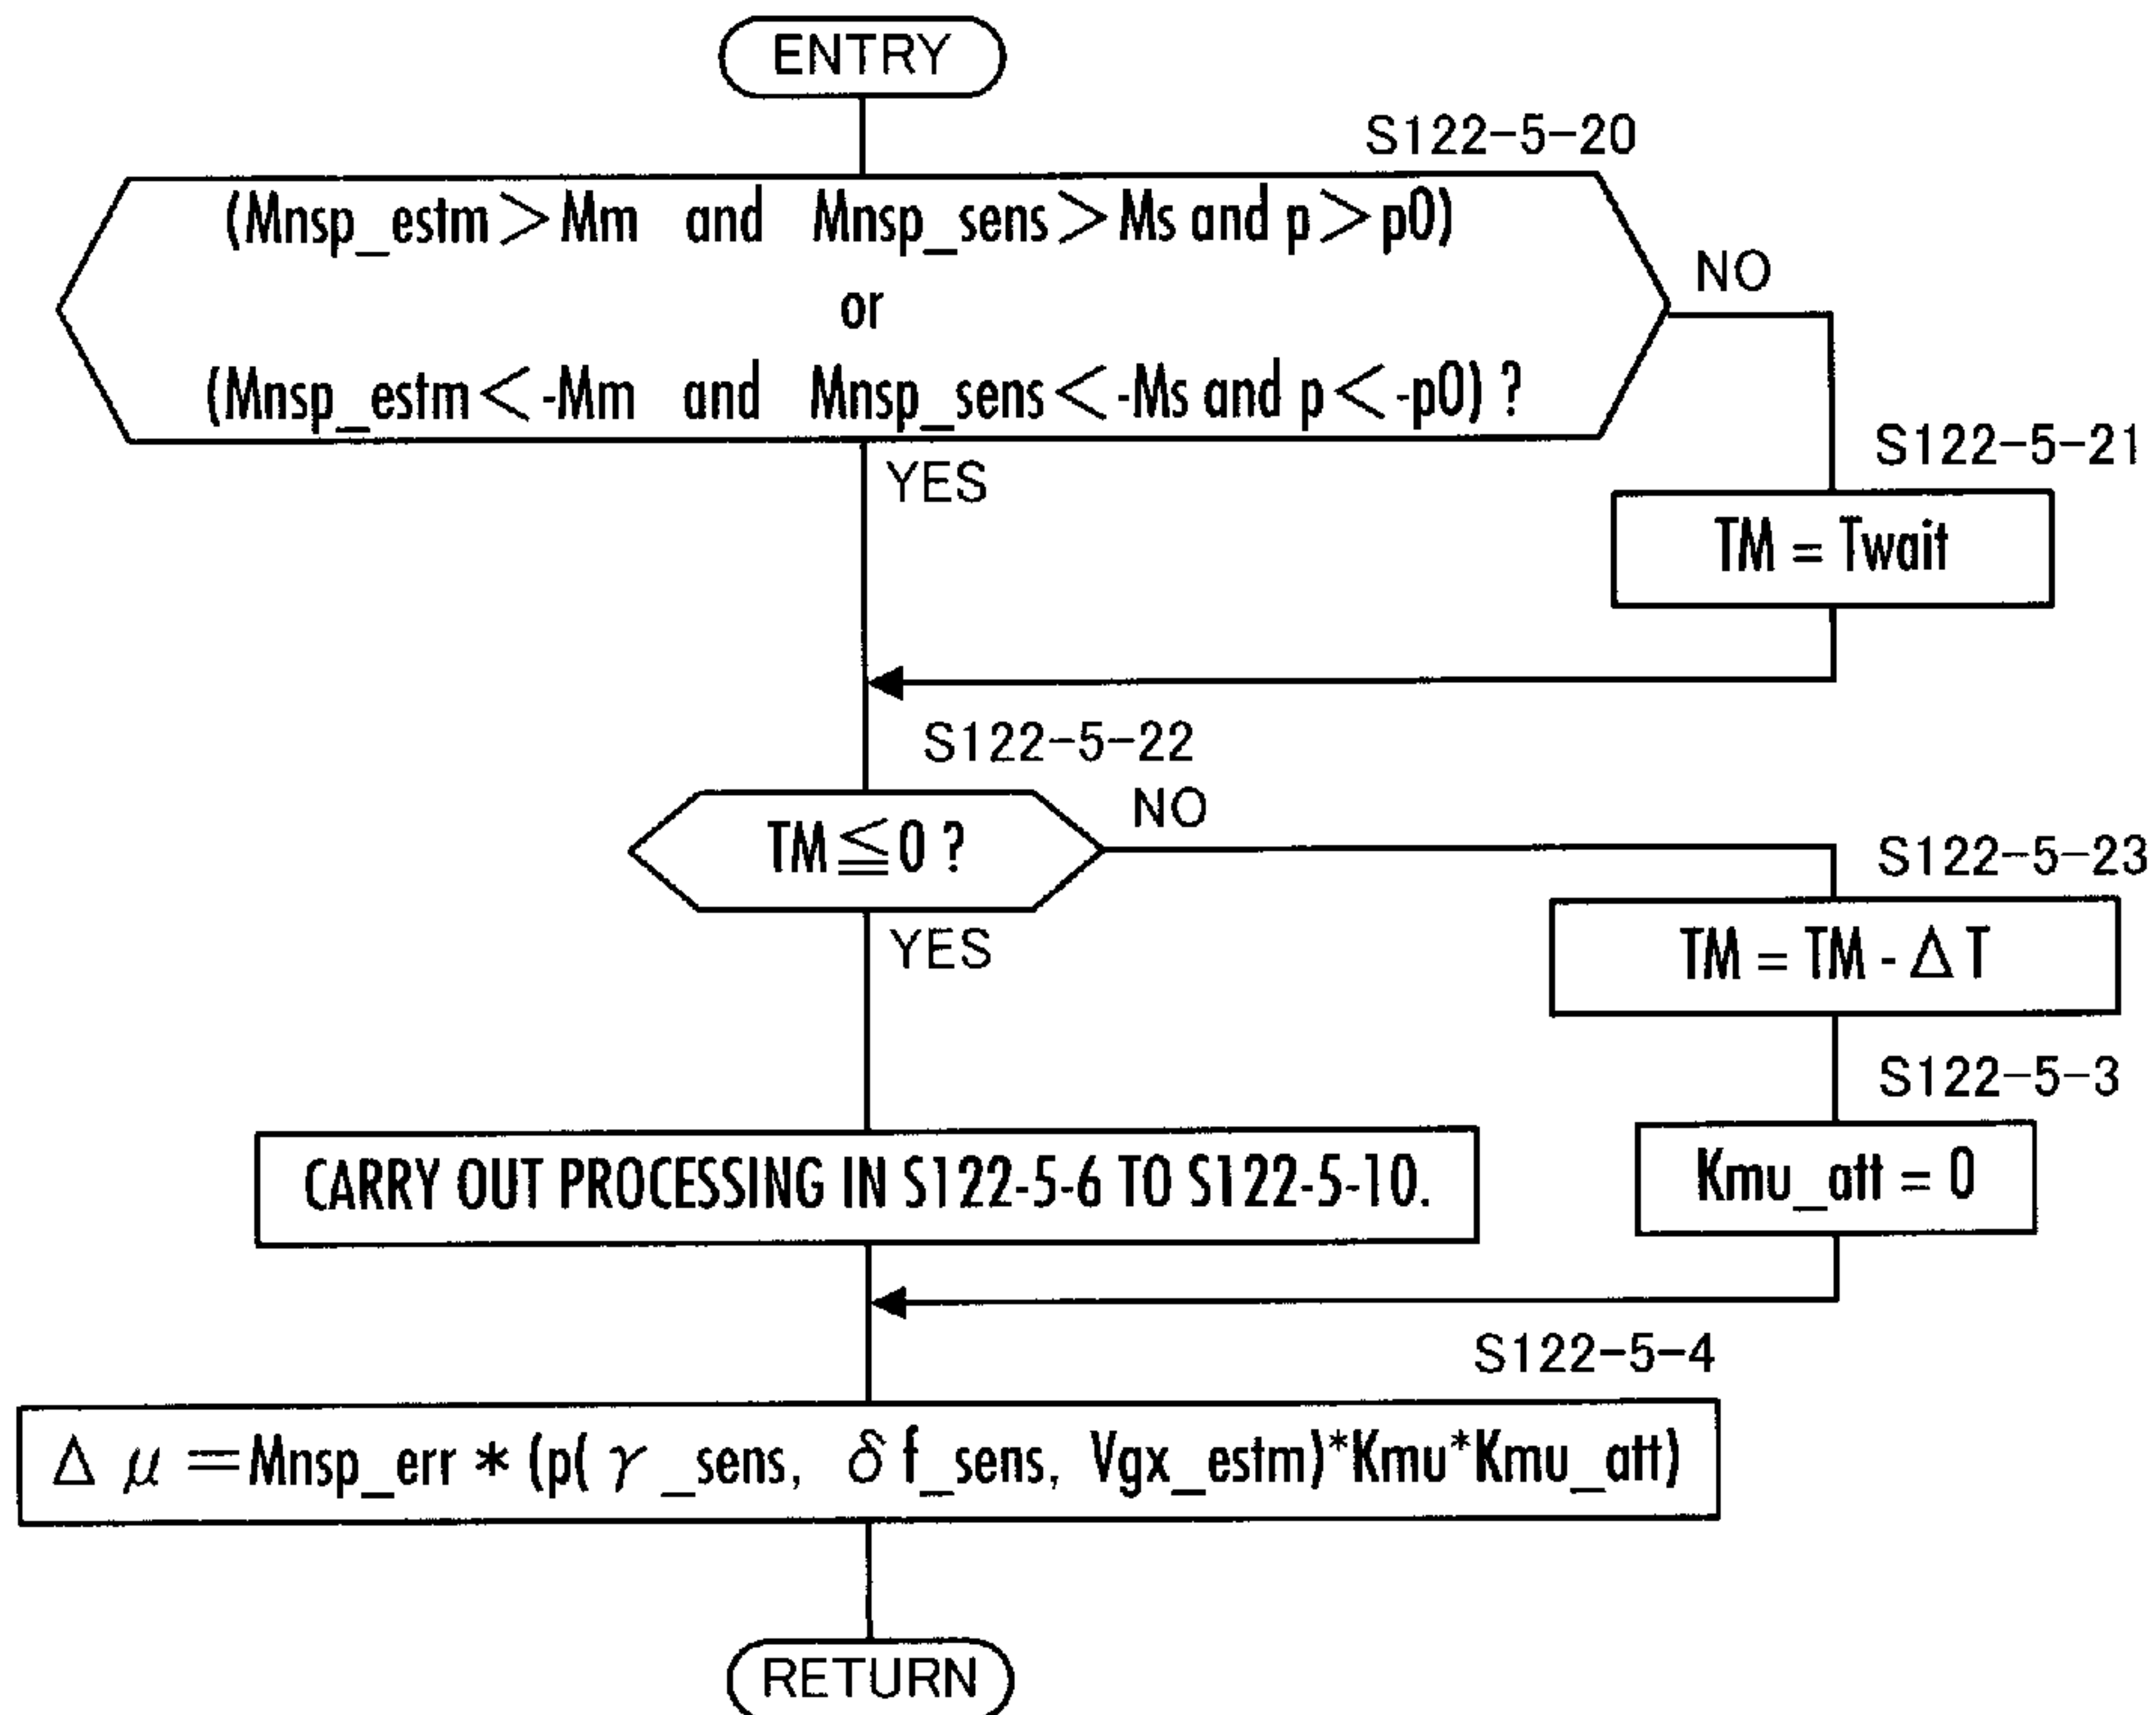 ENTRY
S122-5-20
(Mnsp_estm>Mm and Mnsp_sens>Ms and p>p0)
or
(Mnsp_estm<-Mm and Mnsp_sens<-Ms and p<-p0) ?
NO
YES
S122-5-21
TM = Twait
S122-5-22
TM≦0 ?
NO
YES
S122-5-23
TM = TM - Δ T
S122-5-3
Kmu_att = 0
CARRY OUT PROCESSING IN S122-5-6 TO S122-5-10.
S122-5-4
Δ μ =Mnsp_err * (p( γ _sens, δ f_sens, Vgx_estm)*Kmu*Kmu_att)
RETURN